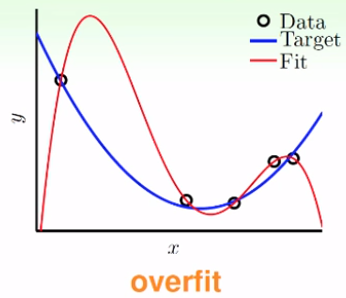 Data
Target
Fit
y
x
overfit